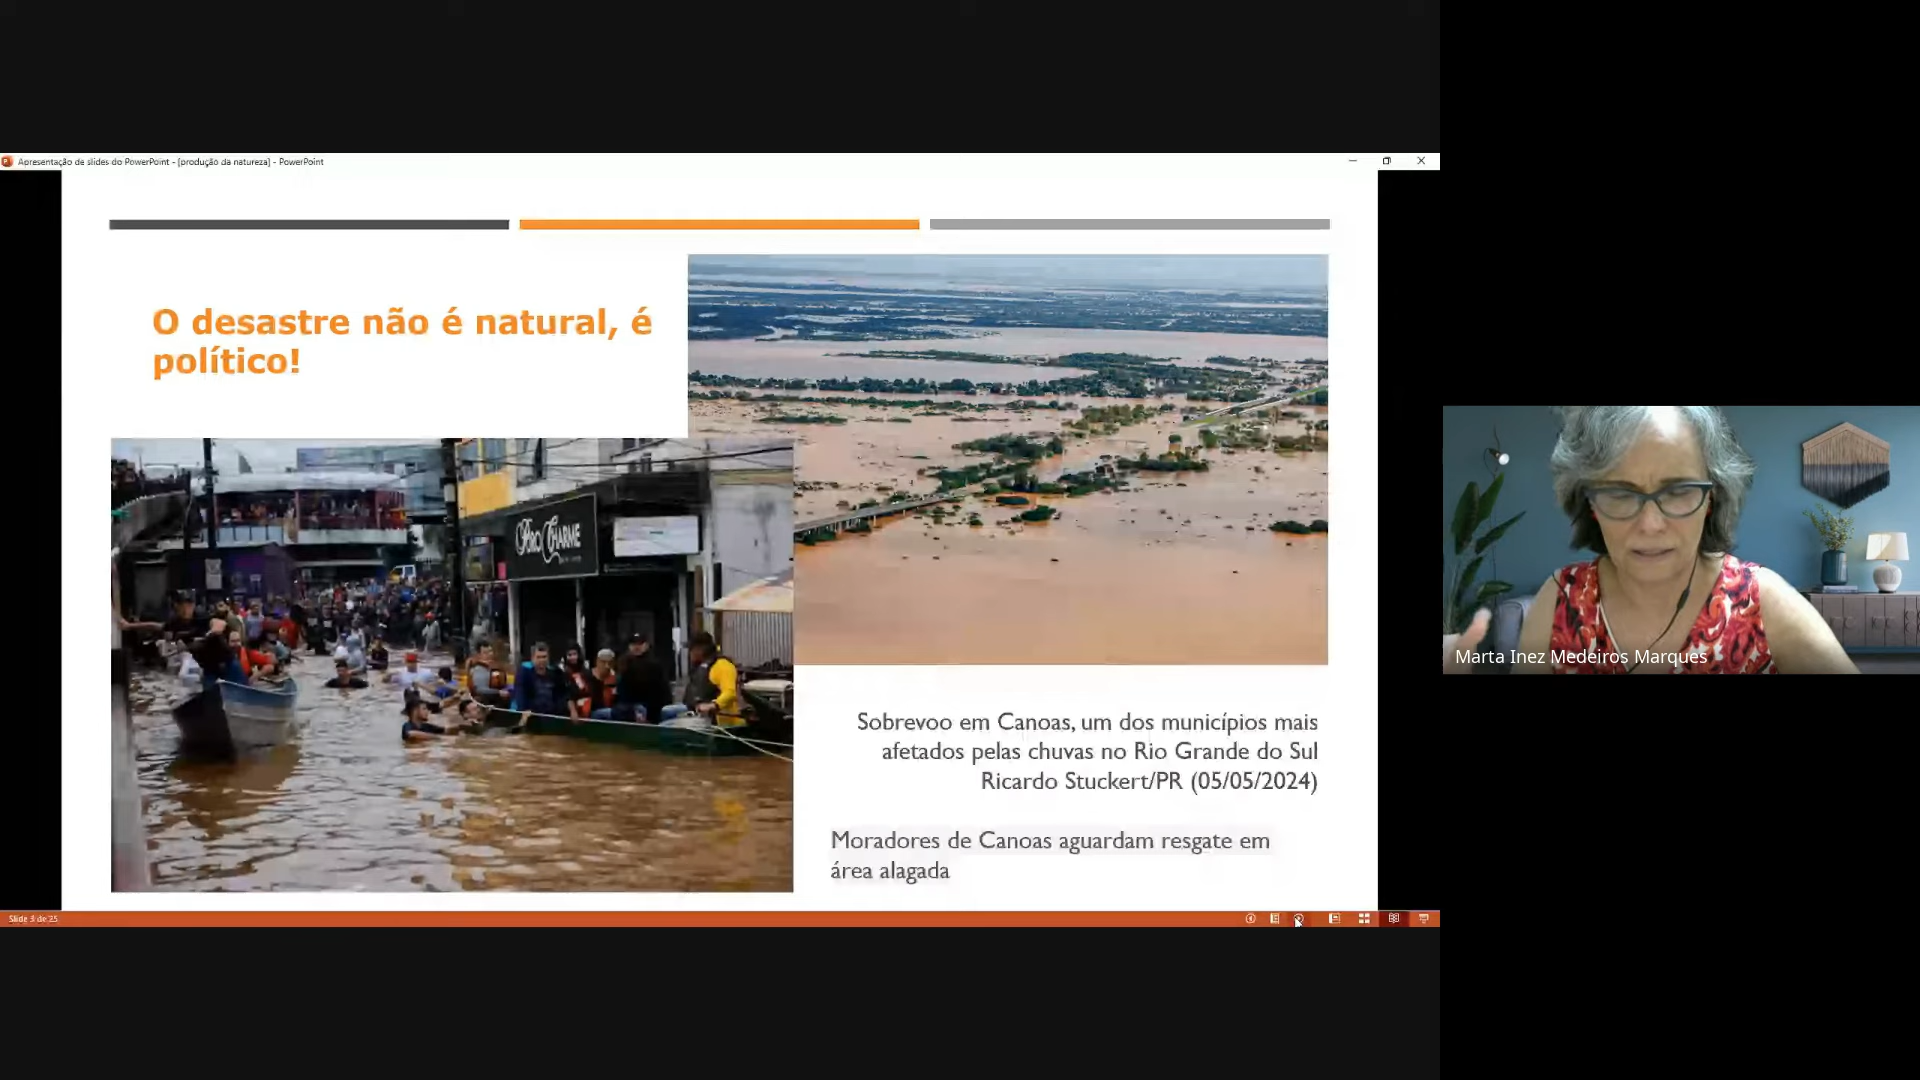 Apresentação de slides do PowerPoint - [produção da natureza] - PowerPoint
O desastre não é natural, é
político!
CHARME
Sobrevoo em Canoas, um dos municípios mais
afetados pelas chuvas no Rio Grande do Sul
Ricardo Stuckert/PR (05/05/2024)
Moradores de Canoas aguardam resgate em
área alagada
Slide 3 de 25
Marta Inez Medeiros Marques